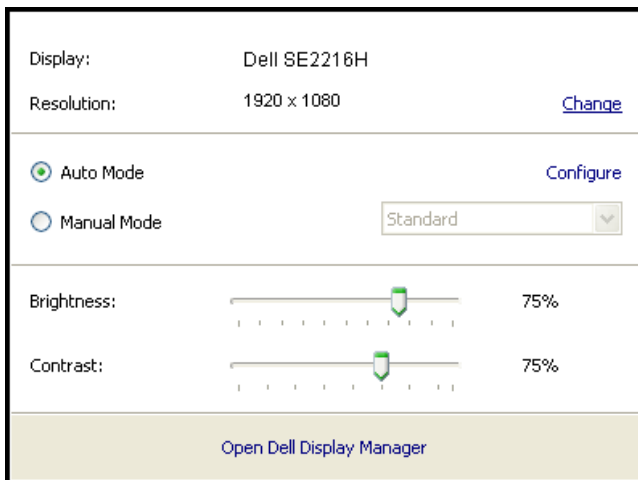 Display: Dell SE2216H
Resolution: 1920 x 1080 Change
Auto Mode Configure
Manual Mode Standard
Brightness: 75%
Contrast: 75%
Open Dell Display Manager